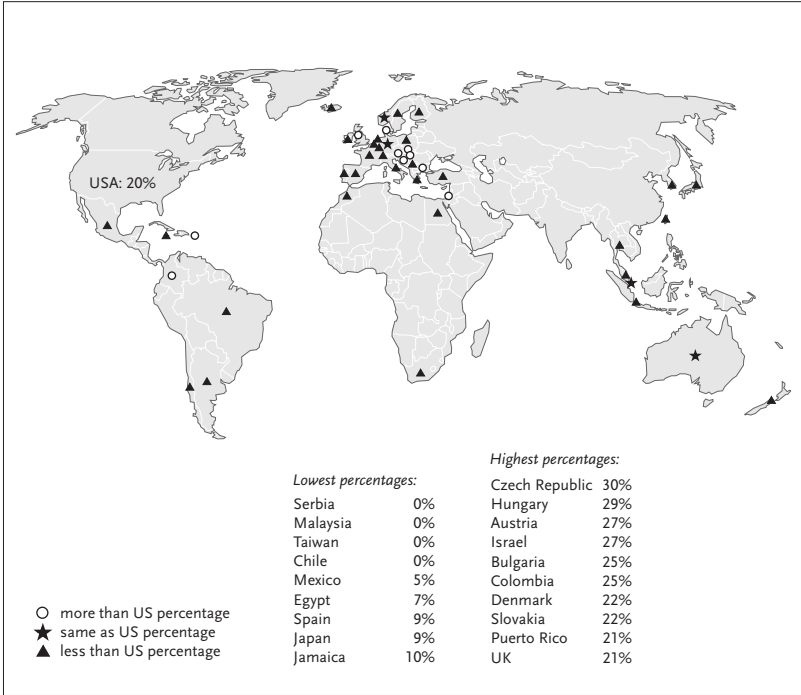 USA: 20%
Lowest percentages:
Serbia 0%
Malaysia 0%
Taiwan 0%
Chile 0%
Mexico 5%
Egypt 7%
Spain 9%
Japan 9%
Jamaica 10%
Highest percentages:
Czech Republic 30%
Hungary 29%
Austria 27%
Israel 27%
Bulgaria 25%
Colombia 25%
Denmark 22%
Slovakia 22%
Puerto Rico 21%
UK 21%
more than US percentage
same as US percentage
less than US percentage